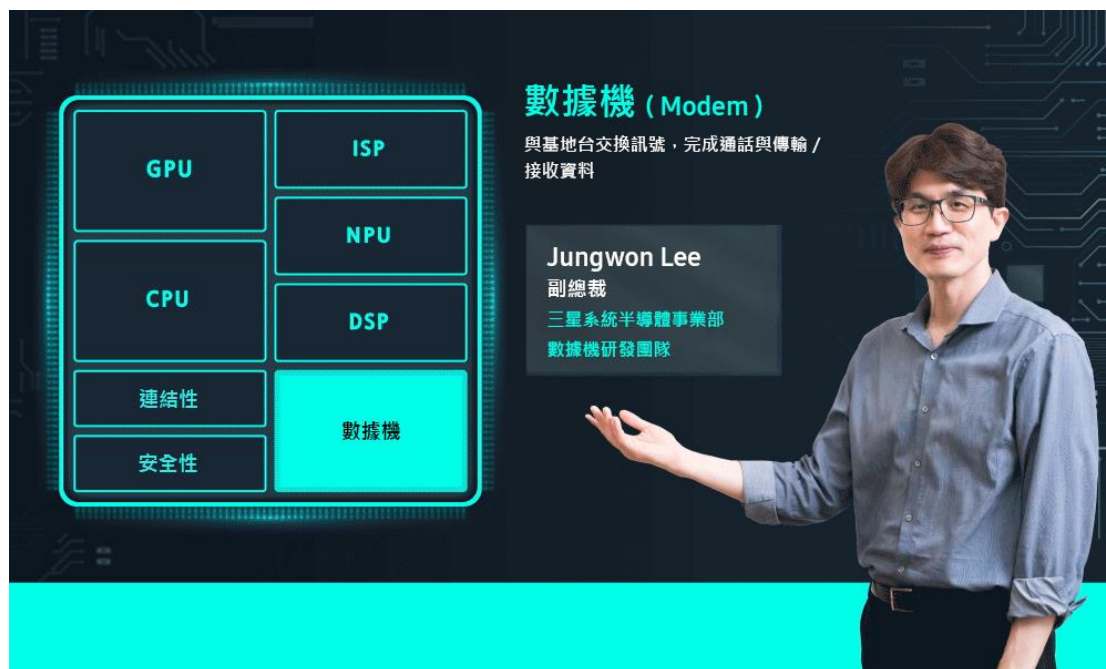 GPU
CPU
連結性
安全性
ISP
NPU
DSP
數據機
數據機 ( Modem )
與基地台交換訊號，完成通話與傳輸 /
接收資料
Jungwon Lee
副總裁
三星系統半導體事業部
數據機研發團隊